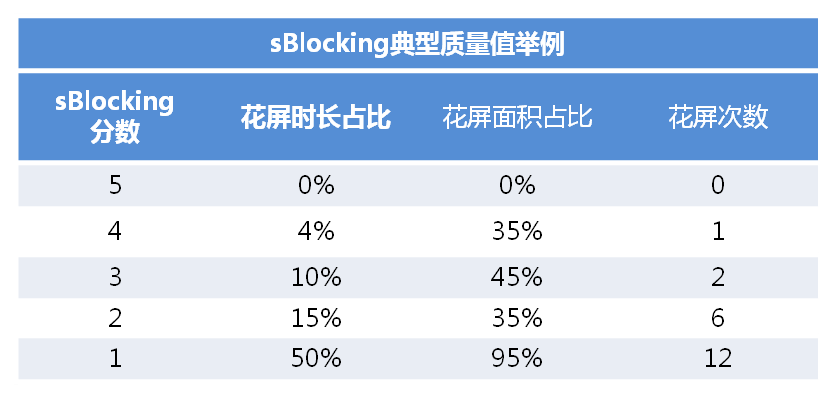 sBlocking典型质量值举例
sBlocking
分数 花屏时长占比 花屏面积占比 花屏次数
5 0% 0% 0
4 4% 35% 1
3 10% 45% 2
2 15% 35% 6
1 50% 95% 12